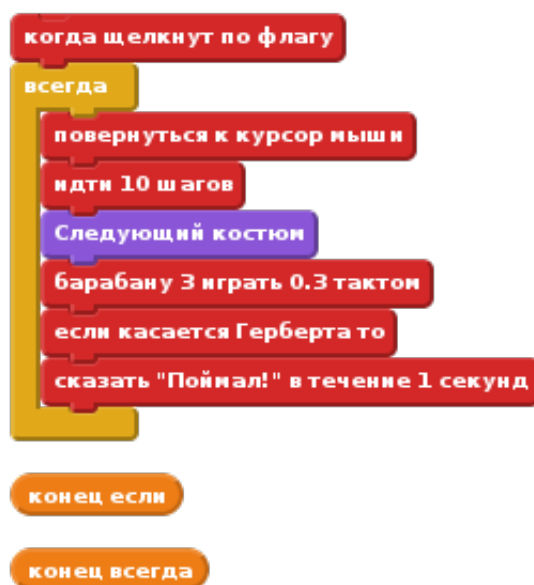 когда щелкнут по флагу
всегда
повернуться к курсор мыши
идти 10 шагов
Следующий костюм
барабану 3 играть 0.3 тактом
если касается Герберта то
сказать "Поймал!" в течение 1 секунд
конец если
конец всегда